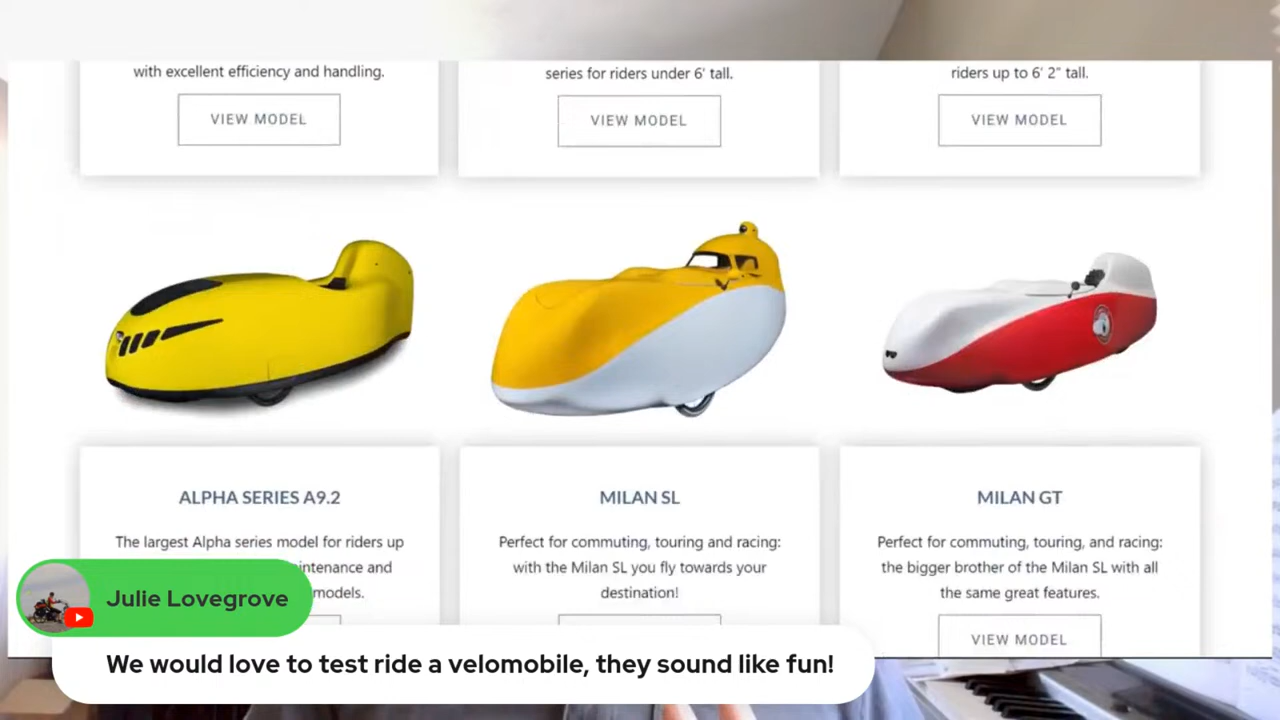 with excellent efficiency and handling.
series for riders under 6' tall.
riders up to 6' 2" tall.
VIEW MODEL
VIEW MODEL
VIEW MODEL
ALPHA SERIES A9.2
MILAN SL
MILAN GT
The largest Alpha series model for riders up
intenance and
models.
Perfect for commuting, touring and racing:
with the Milan SL you fly towards your
destination!
Perfect for commuting, touring, and racing:
the bigger brother of the Milan SL with all
the same great features.
VIEW MODEL
Julie Lovegrove
We would love to test ride a velomobile, they sound like fun!